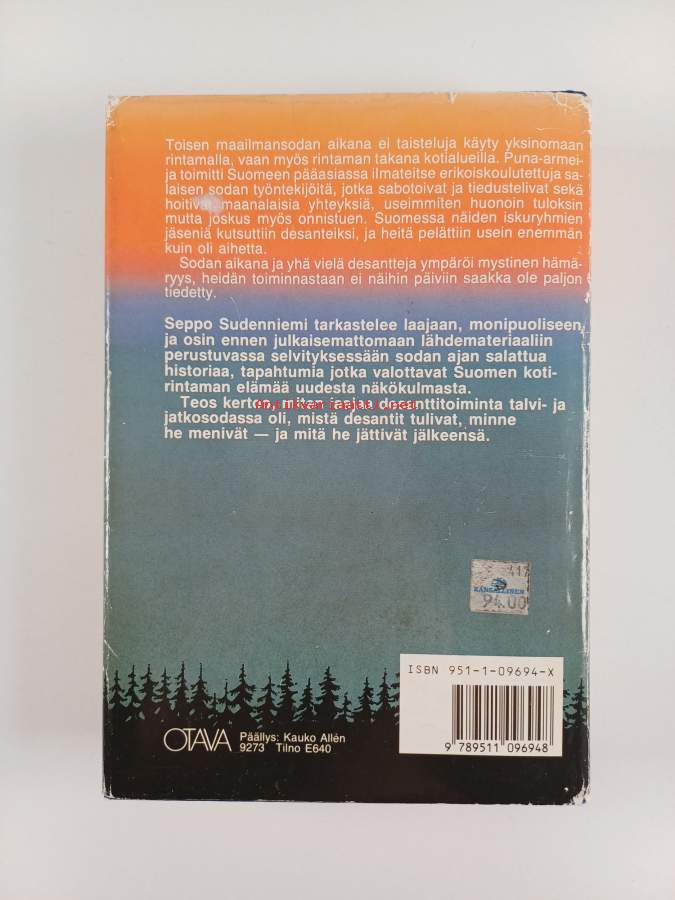 Toisen maailmansodan aikana ei taisteluja käyty yksinomaan
rintamalla, vaan myös rintaman takana kotialueilla. Puna-armei-
ja toimitti Suomeen pääasiassa ilmateitse erikoiskoulutettuja sa-
laisen sodan työntekijöitä, jotka sabotoivat ja tiedustelivat sekä
hoitivat maanalaisia yhteyksiä, useimmiten huonoin tuloksin
mutta joskus myös onnistuen. Suomessa näiden iskuryhmien
jäseniä kutsuttiin desanteiksi, ja heitä pelättiin usein enemmän
kuin oli aihetta.
Sodan aikana ja yhä vielä desantteja ympäröi mystinen hämä-
ryys, heidän toiminnastaan ei näihin päiviin saakka ole paljon
tiedetty.
Seppo Sudenniemi tarkastelee laajaan, monipuoliseen
ja osin ennen julkaisemattomaan lähdemateriaaliin
perustuvassa selvityksessään sodan ajan salattua
historiaa, tapahtumia jotka valottavat Suomen koti-
rintaman elämää uudesta näkökulmasta.
Teos kertoo, miten laajaa desanttitoiminta talvi- ja
jatkosodassa oli, mistä desantit tulivat, minne
he menivät — ja mitä he jättivät jälkeensä.
417
KANSALLINEN
94.00
ISBN 951-1-09694-X
9 789511 096948
OTAVA
Päällys: Kauko Allén
9273 Tilno E640